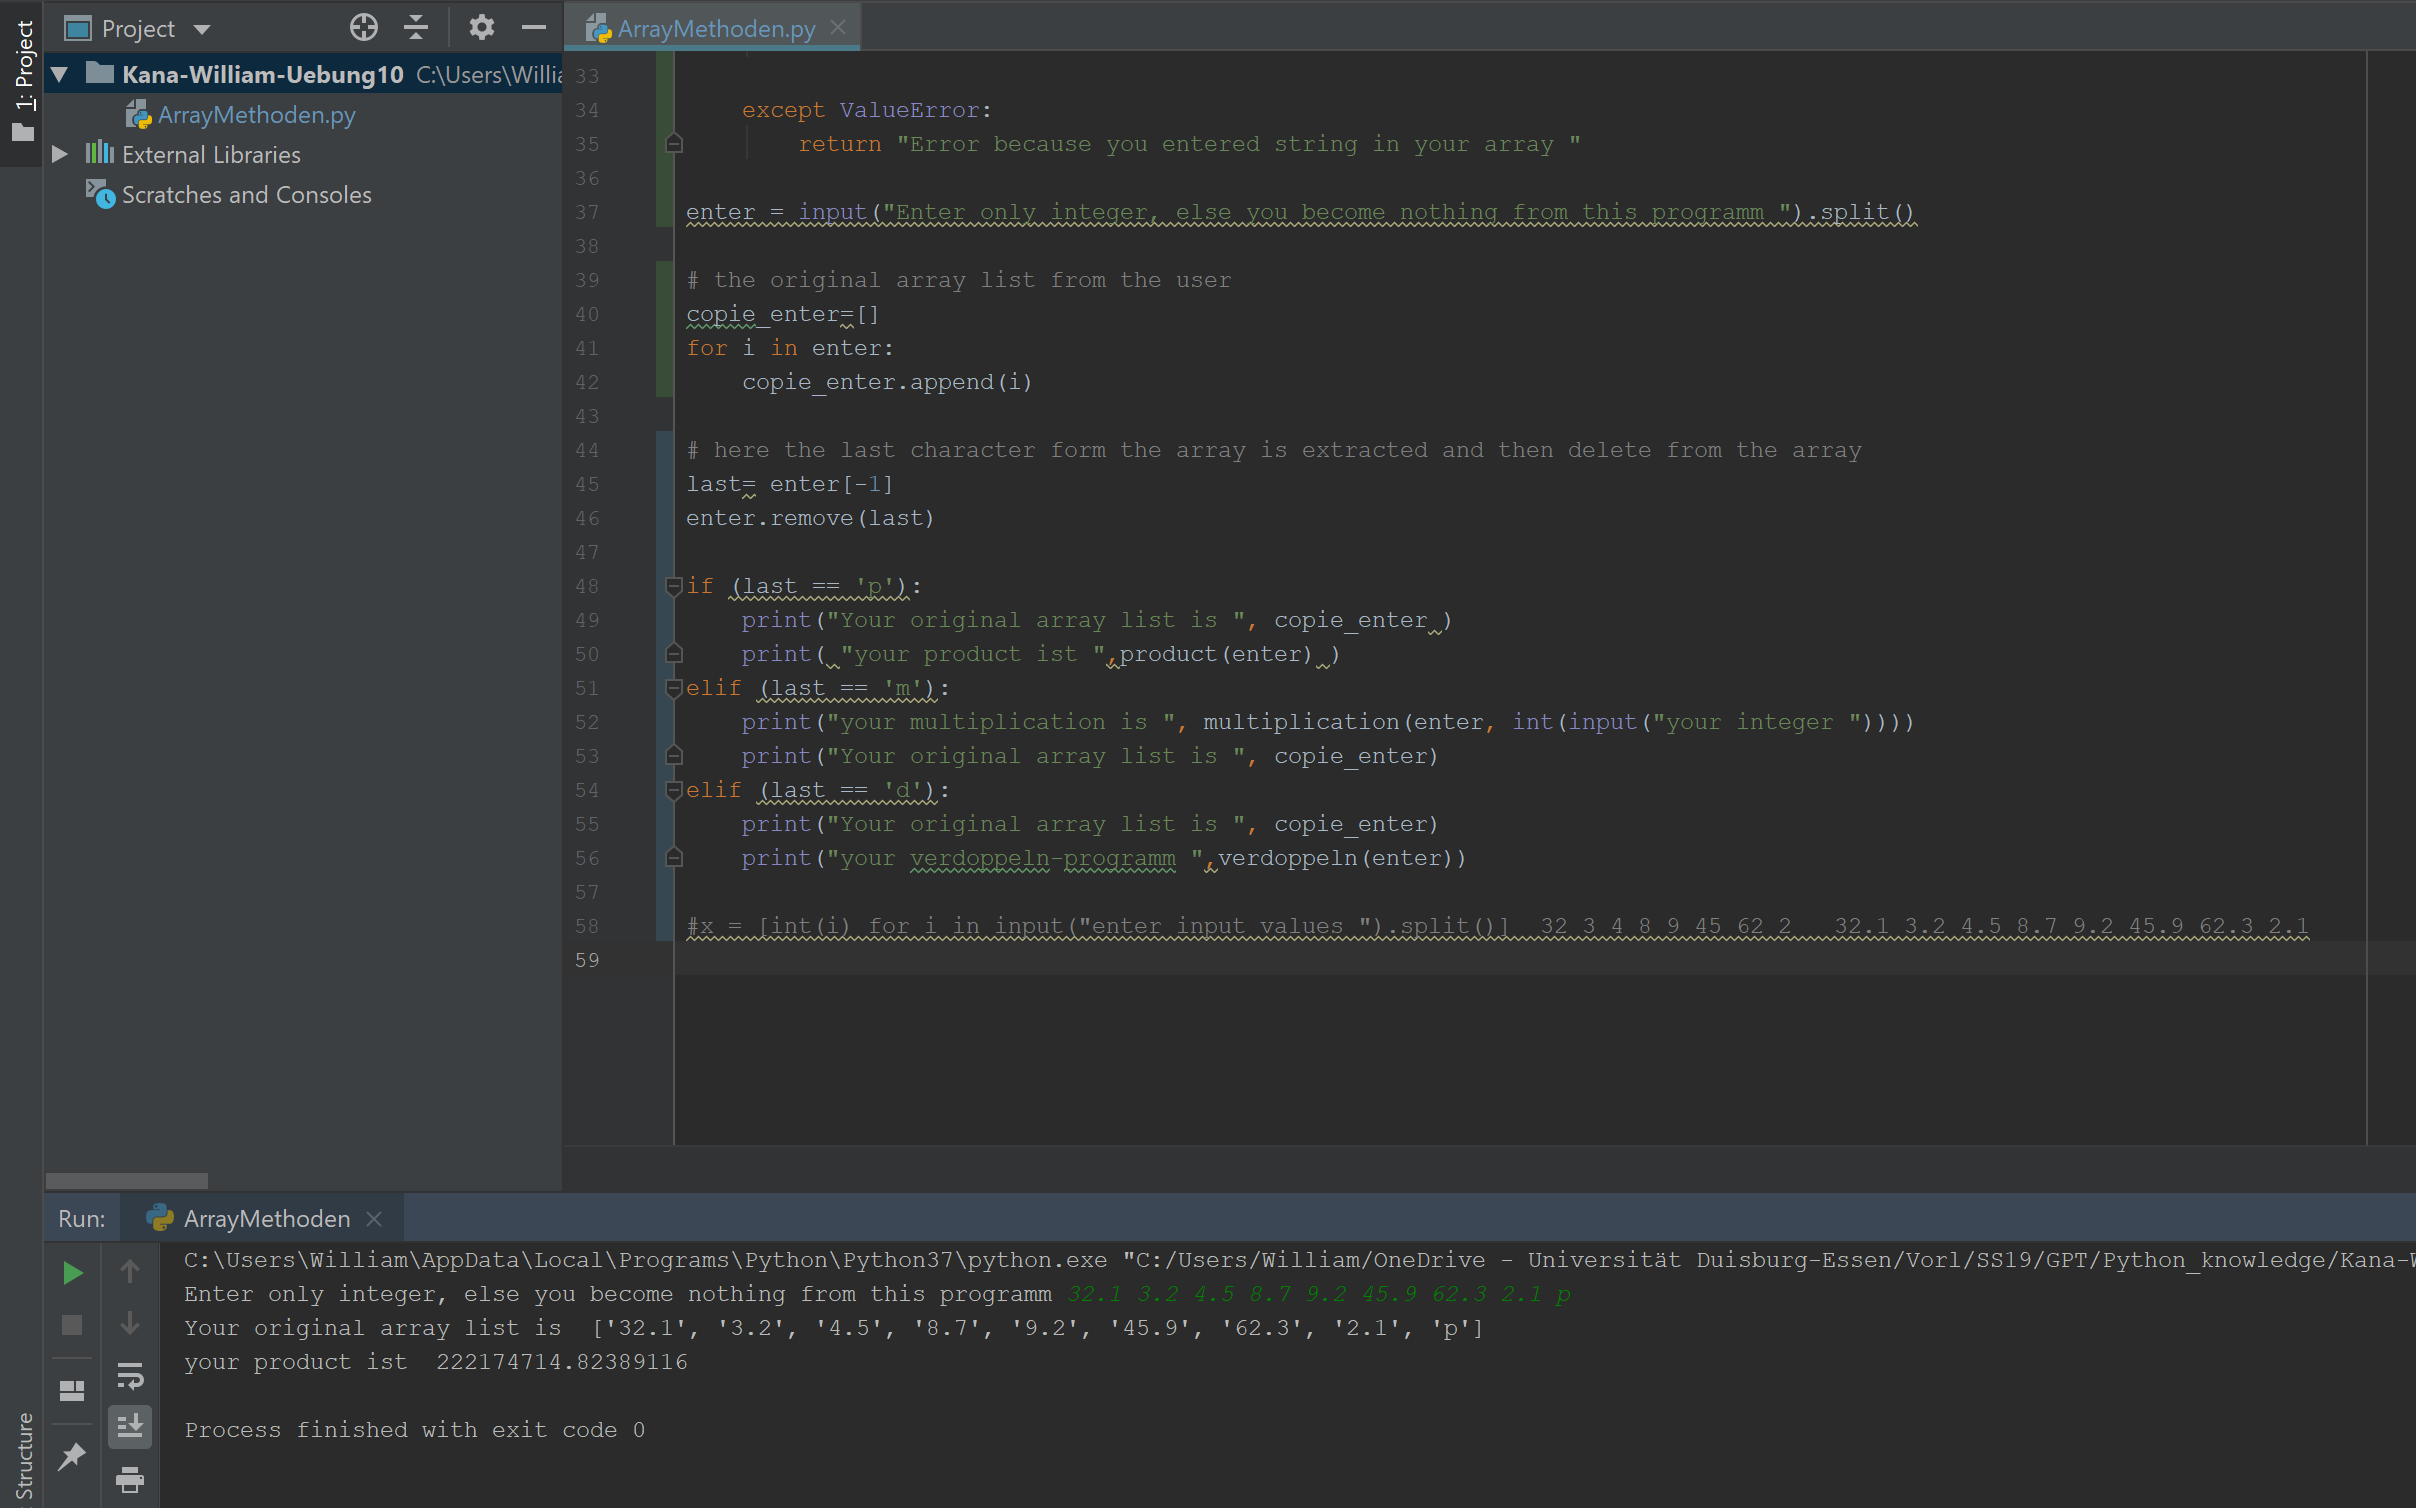 1: Project
Project
Kana-William-Uebung10 C:\Users\Willia
ArrayMethoden.py
External Libraries
Scratches and Consoles
ArrayMethoden.py
33
34 except ValueError:
35 return "Error because you entered string in your array "
36
37 enter = input("Enter only integer, else you become nothing from this programm ").split()
38
39 # the original array list from the user
40 copie_enter=[]
41 for i in enter:
42 copie_enter.append(i)
43
44 # here the last character form the array is extracted and then delete from the array
45 last= enter[-1]
46 enter.remove(last)
47
48 if (last == 'p'):
49 print("Your original array list is ", copie_enter )
50 print( "your product ist ",product(enter) )
51 elif (last == 'm'):
52 print("your multiplication is ", multiplication(enter, int(input("your integer "))))
53 print("Your original array list is ", copie_enter)
54 elif (last == 'd'):
55 print("Your original array list is ", copie_enter)
56 print("your verdoppeln-programm ",verdoppeln(enter))
57
58 #x = [int(i) for i in input("enter input values ").split()]  32 3 4 8 9 45 62 2   32.1 3.2 4.5 8.7 9.2 45.9 62.3 2.1
59
Run: ArrayMethoden
C:\Users\William\AppData\Local\Programs\Python\Python37\python.exe "C:/Users/William/OneDrive - Universität Duisburg-Essen/Vorl/SS19/GPT/Python_knowledge/Kana-W
Enter only integer, else you become nothing from this programm 32.1 3.2 4.5 8.7 9.2 45.9 62.3 2.1 p
Your original array list is  ['32.1', '3.2', '4.5', '8.7', '9.2', '45.9', '62.3', '2.1', 'p']
your product ist  222174714.82389116
Process finished with exit code 0
Structure